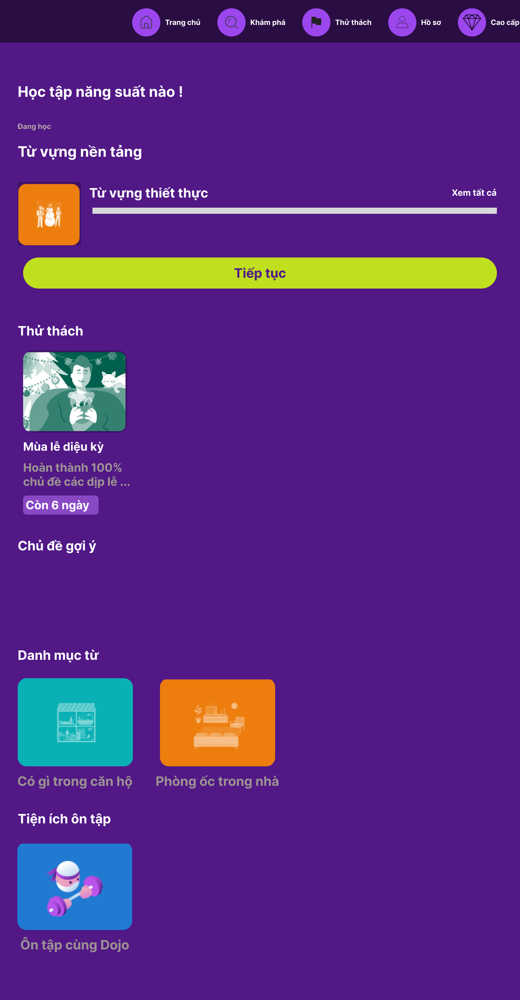 Trang chủ
Khám phá
Thử thách
Hồ sơ
Cao cấp
Học tập năng suất nào !
Đang học
Từ vựng nền tảng
Từ vựng thiết thực
Xem tất cả
Tiếp tục
Thử thách
Mùa lễ diệu kỳ
Hoàn thành 100%
chủ đề các dịp lễ ...
Còn 6 ngày
Chủ đề gợi ý
Danh mục từ
Có gì trong căn hộ
Phòng ốc trong nhà
Tiện ích ôn tập
Ôn tập cùng Dojo